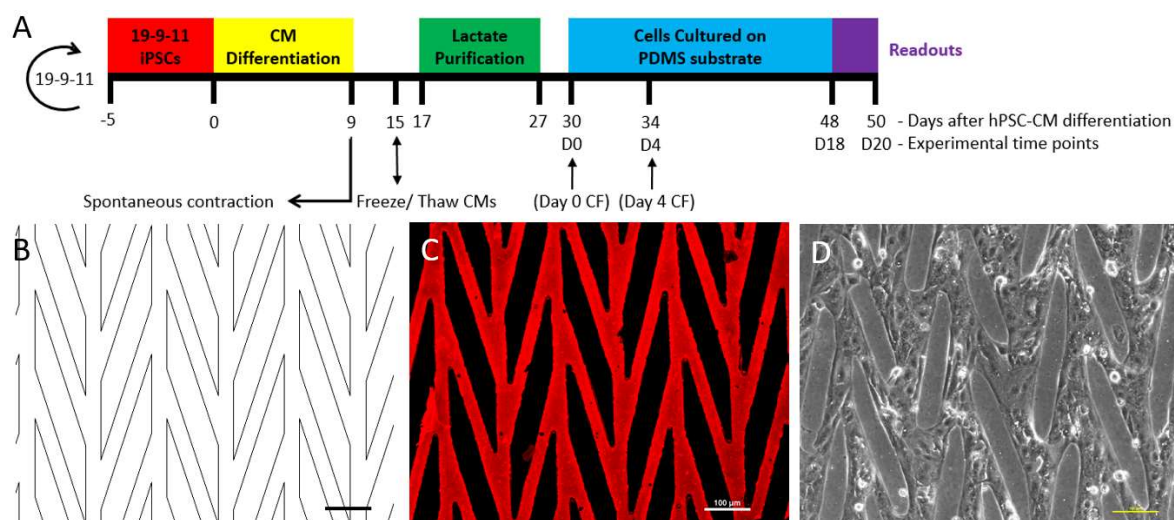 A
19-9-11
19-9-11
iPSCs
CM
Differentiation
Lactate
Purification
Cells Cultured on
PDMS substrate
Readouts
-5 0 9 15 17 27 30 34 48 50 - Days after hPSC-CM differentiation
D0 D4 D18 D20 - Experimental time points
Spontaneous contraction Freeze/ Thaw CMs (Day 0 CF) (Day 4 CF)
B
C
100 µm
D